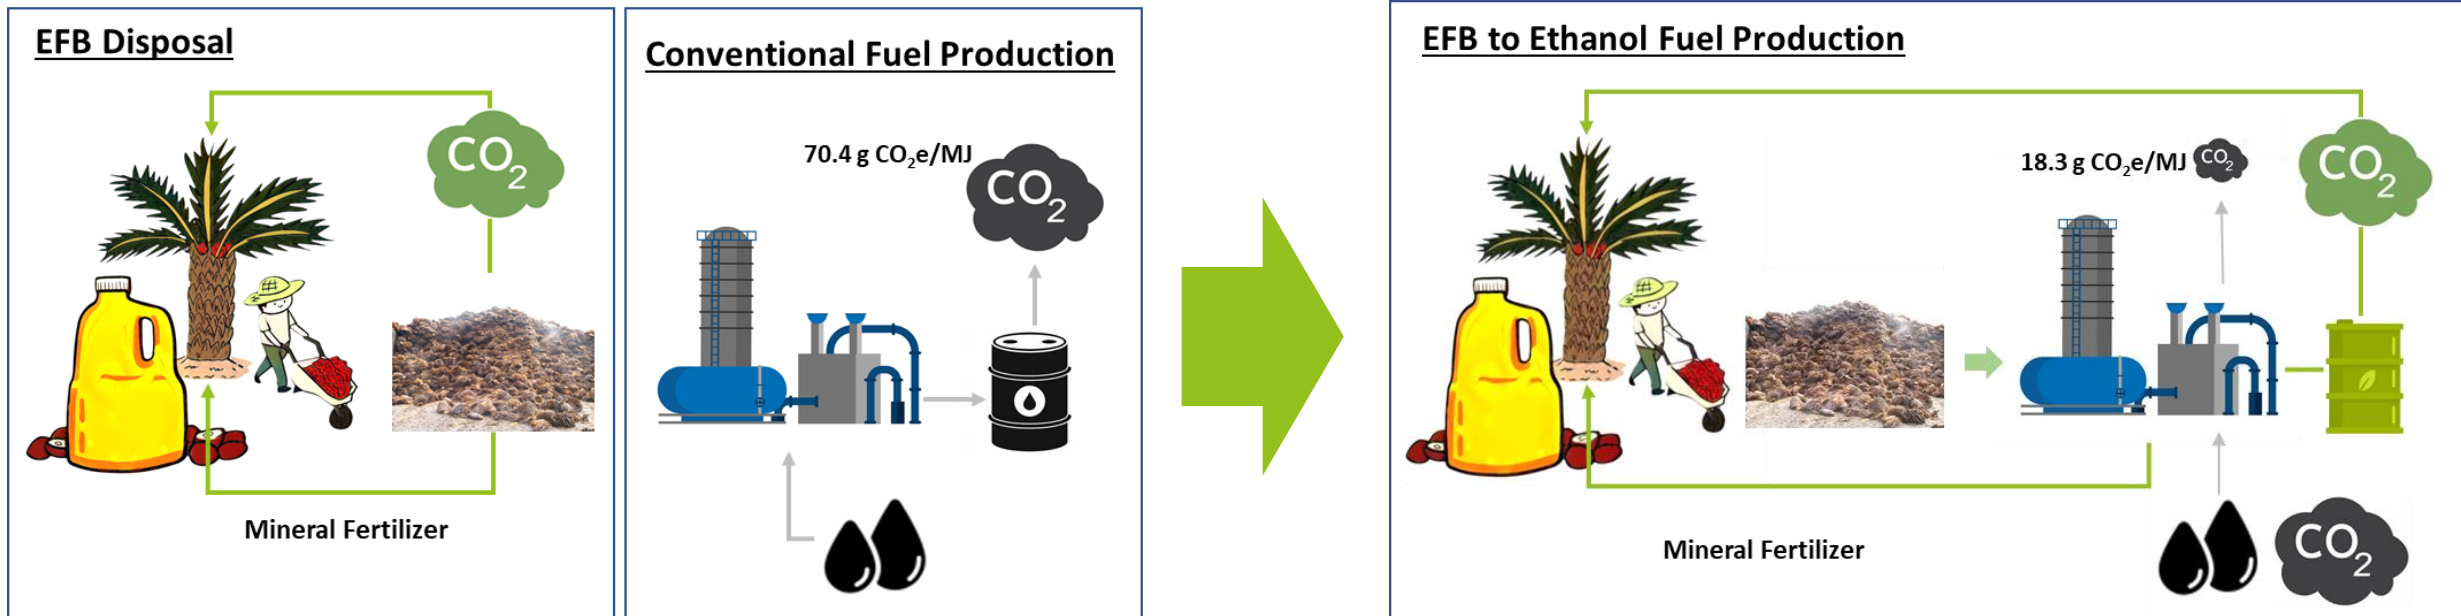 EFB Disposal
CO2
Mineral Fertilizer
Conventional Fuel Production
70.4 g CO2e/MJ
CO2
EFB to Ethanol Fuel Production
18.3 g CO2e/MJ
CO2
CO2
Mineral Fertilizer
CO2